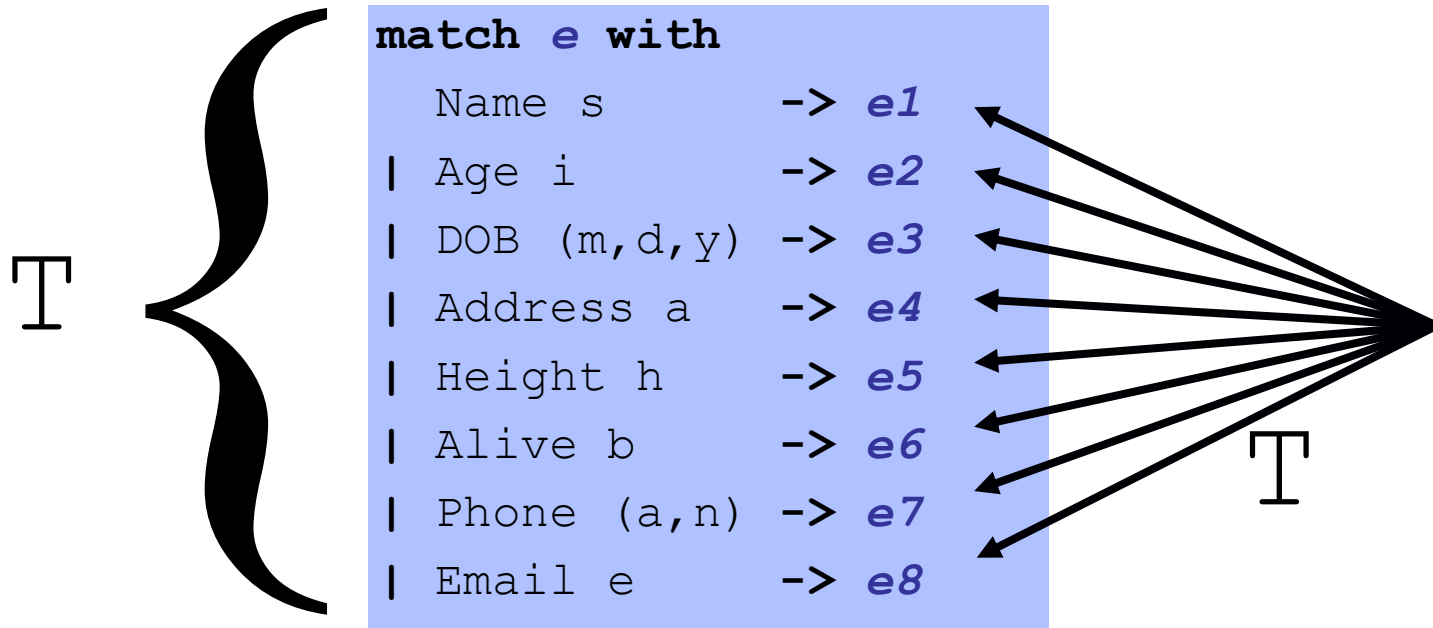 match e with
Name s -> e1
| Age i -> e2
| DOB (m,d,y) -> e3
| Address a -> e4
| Height h -> e5
| Alive b -> e6
| Phone (a,n) -> e7
| Email e -> e8
T
T